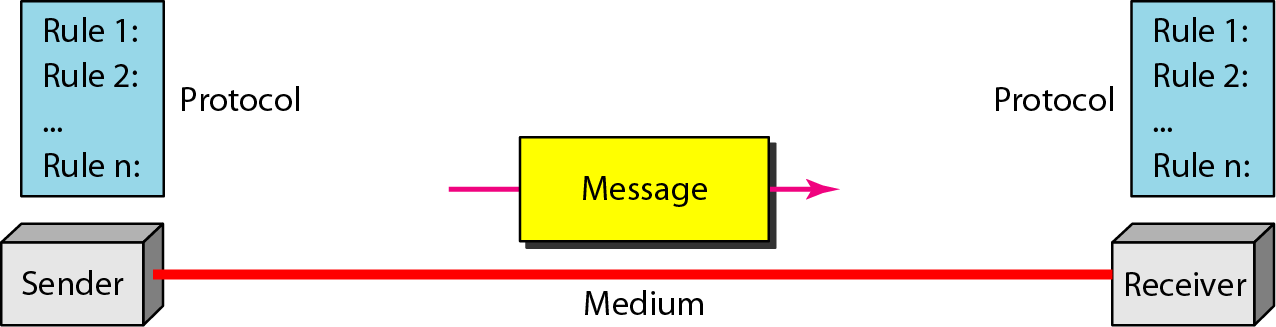 Rule 1:
Rule 2:
...
Rule n:
Protocol
Protocol
Rule 1:
Rule 2:
...
Rule n:
Message
Sender
Medium
Receiver